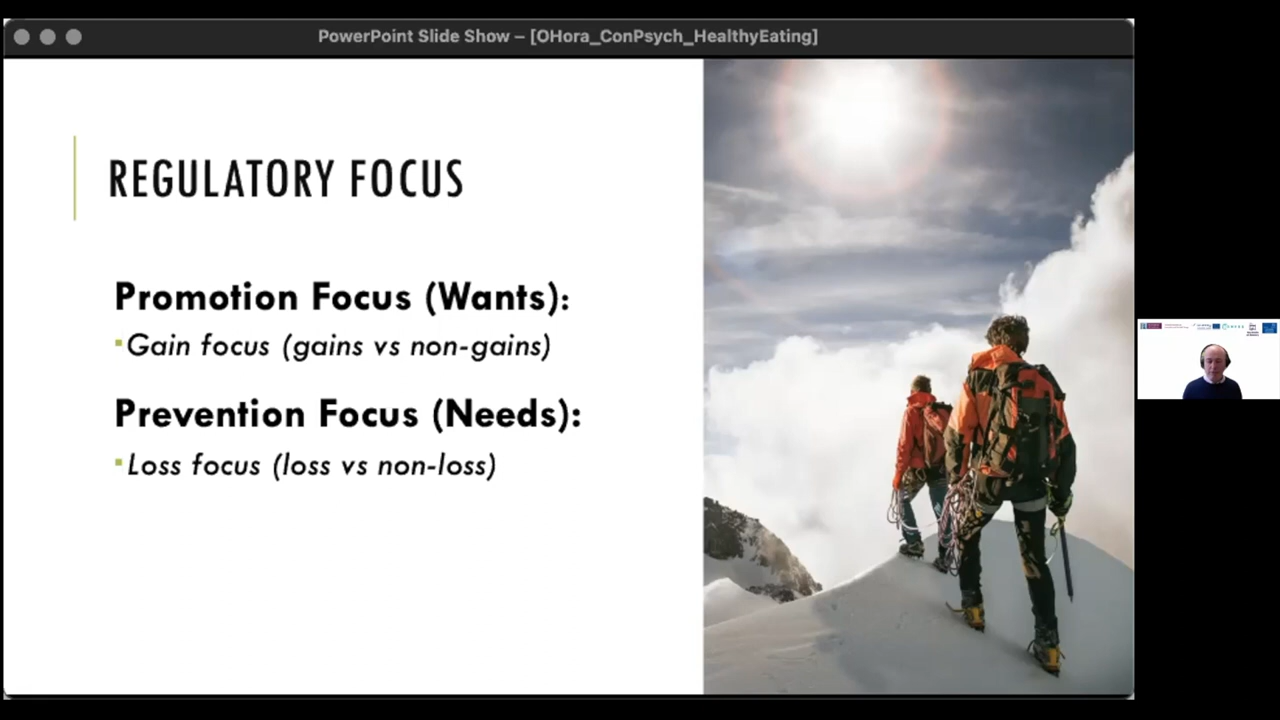 PowerPoint Slide Show – [OHora_ConPsych_HealthyEating]
REGULATORY FOCUS
Promotion Focus (Wants):
Gain focus (gains vs non-gains)
Prevention Focus (Needs):
Loss focus (loss vs non-loss)